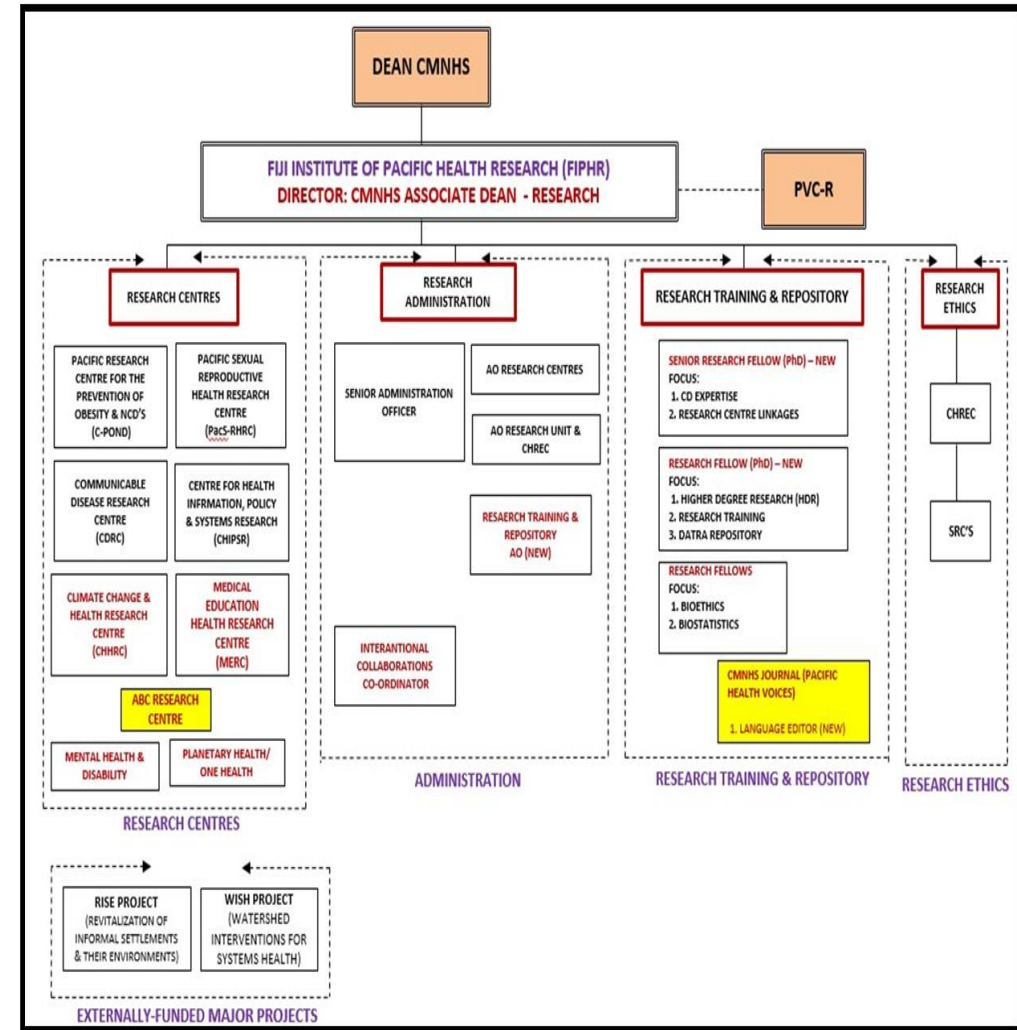 DEAN CMNHS
FIJI INSTITUTE OF PACIFIC HEALTH RESEARCH (FIPHR)
DIRECTOR: CMNHS ASSOCIATE DEAN - RESEARCH
PVC-R
RESEARCH CENTRES
PACIFIC RESEARCH
CENTRE FOR THE
PREVENTION OF
OBESITY & NCD'S
(C-POND)
PACIFIC SEXUAL
REPRODUCTIVE
HEALTH RESEARCH
CENTRE
(PacS-RHRC)
COMMUNICABLE
DISEASE RESEARCH
CENTRE
(CDRC)
CENTRE FOR HEALTH
INFRMATION, POLICY
& SYSTEMS RESEARCH
(CHIPSR)
CLIMATE CHANGE &
HEALTH RESEARCH
CENTRE
(CHHRC)
MEDICAL
EDUCATION
HEALTH RESEARCH
CENTRE
(MERC)
ABC RESEARCH
CENTRE
MENTAL HEALTH &
DISABILITY
PLANETARY HEALTH/
ONE HEALTH
RESEARCH CENTRES
RESEARCH
ADMINISTRATION
SENIOR ADMINISTRATION
OFFICER
AO RESEARCH CENTRES
AO RESEARCH UNIT &
CHREC
RESAERCH TRAINING &
REPOSITORY
AO (NEW)
INTERANTIONAL
COLLABORATIONS
CO-ORDINATOR
ADMINISTRATION
RESEARCH TRAINING & REPOSITORY
SENIOR RESEARCH FELLOW (PhD) – NEW
FOCUS:
1. CD EXPERTISE
2. RESEARCH CENTRE LINKAGES
RESEARCH FELLOW (PhD) – NEW
FOCUS:
1. HIGHER DEGREE RESEARCH (HDR)
2. RESEARCH TRAINING
3. DATRA REPOSITORY
RESEARCH FELLOWS
FOCUS:
1. BIOETHICS
2. BIOSTATISTICS
CMNHS JOURNAL (PACIFIC
HEALTH VOICES)
1. LANGUAGE EDITOR (NEW)
RESEARCH TRAINING & REPOSITORY
RESEARCH
ETHICS
CHREC
SRC'S
RESEARCH ETHICS
RISE PROJECT
(REVITALIZATION OF
INFORMAL SETTLEMENTS
& THEIR ENVIRONMENTS)
WISH PROJECT
(WATERSHED
INTERVENTIONS FOR
SYSTEMS HEALTH)
EXTERNALLY-FUNDED MAJOR PROJECTS